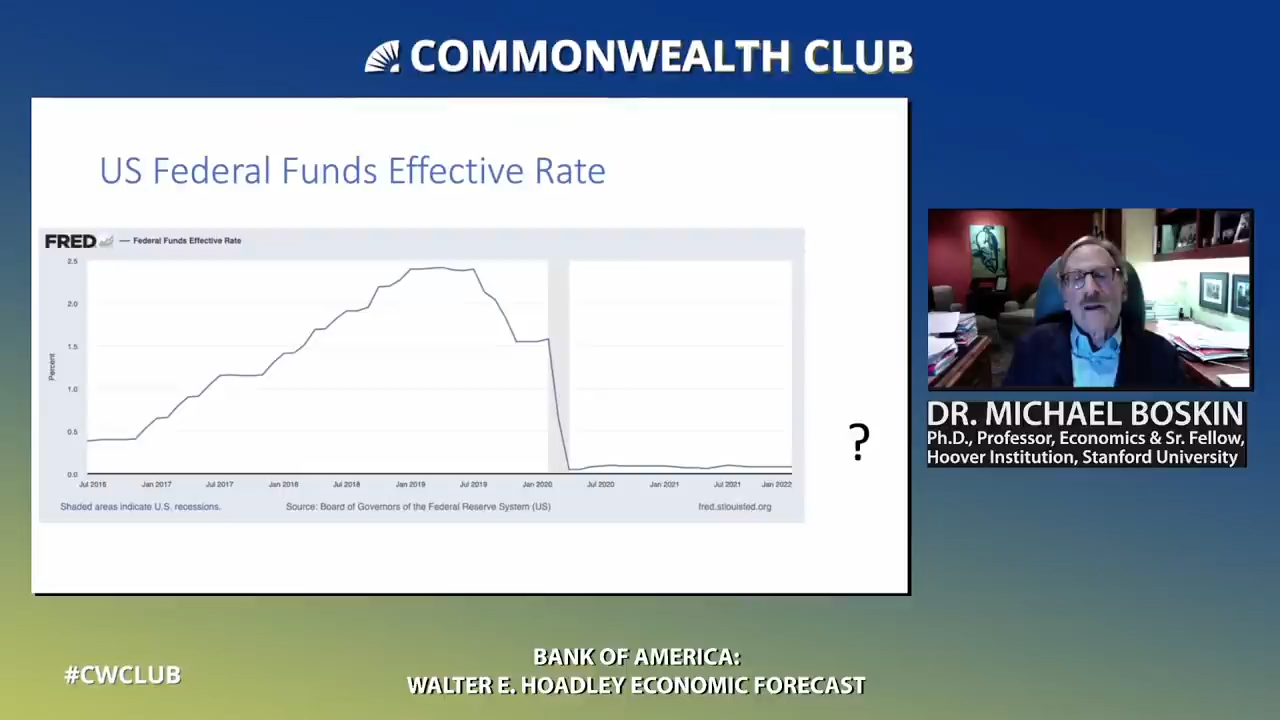 COMMONWEALTH CLUB
US Federal Funds Effective Rate
FRED — Federal Funds Effective Rate
2.5
2.0
1.5
1.0
0.5
0.0
Percent
Jul 2016 Jan 2017 Jul 2017 Jan 2018 Jul 2018 Jan 2019 Jul 2019 Jan 2020 Jul 2020 Jan 2021 Jul 2021 Jan 2022
Shaded areas indicate U.S. recessions. Source: Board of Governors of the Federal Reserve System (US) fred.stlouisfed.org
?
DR. MICHAEL BOSKIN
Ph.D., Professor, Economics & Sr. Fellow,
Hoover Institution, Stanford University
#CWCLUB
BANK OF AMERICA:
WALTER E. HOADLEY ECONOMIC FORECAST